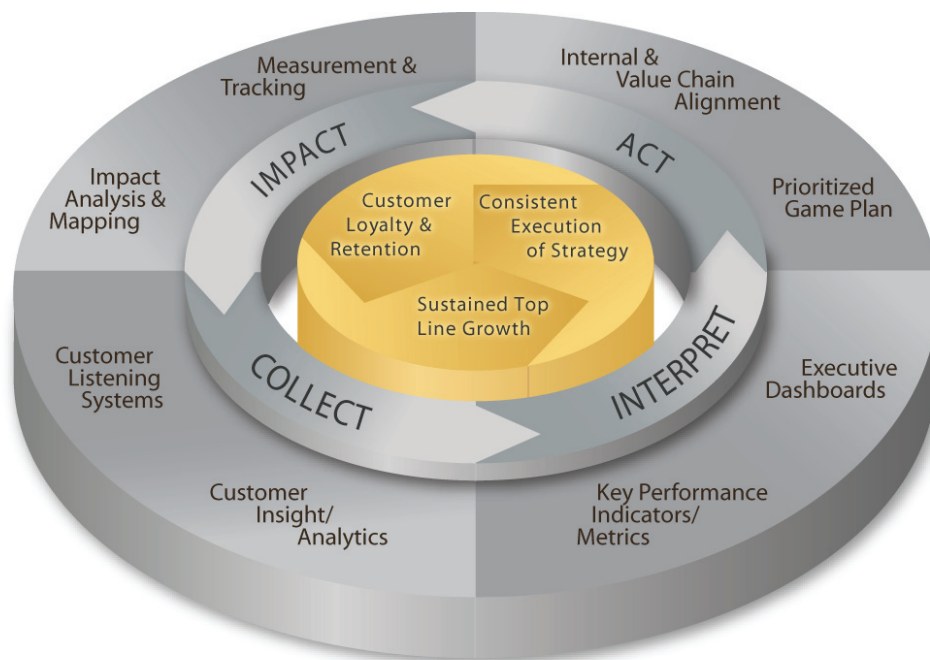 Measurement &
Tracking
Internal &
Value Chain
Alignment
IMPACT
ACT
Impact
Analysis &
Mapping
Prioritized
Game Plan
Customer
Loyalty &
Retention
Consistent
Execution
of Strategy
Sustained Top
Line Growth
Customer
Listening
Systems
COLLECT
INTERPRET
Executive
Dashboards
Customer
Insight/
Analytics
Key Performance
Indicators/
Metrics